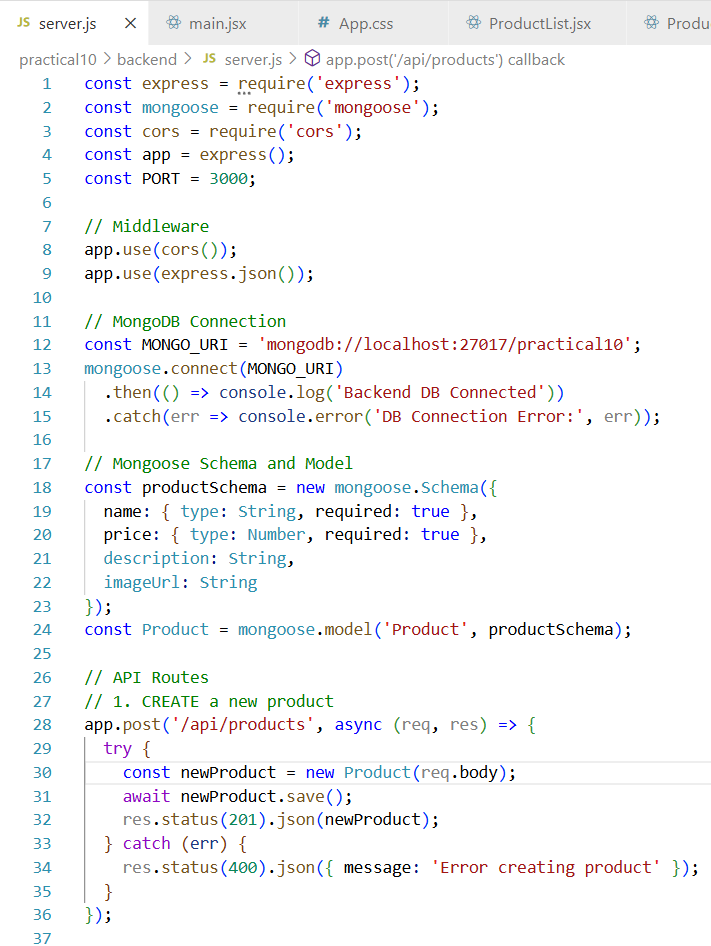 JS server.js × main.jsx # App.css ProductList.jsx Produ
practical10 > backend > JS server.js > app.post('/api/products') callback
1 const express = require('express');
2 const mongoose = require('mongoose');
3 const cors = require('cors');
4 const app = express();
5 const PORT = 3000;
6
7 // Middleware
8 app.use(cors());
9 app.use(express.json());
10
11 // MongoDB Connection
12 const MONGO_URI = 'mongodb://localhost:27017/practical10';
13 mongoose.connect(MONGO_URI)
14   .then(() => console.log('Backend DB Connected'))
15   .catch(err => console.error('DB Connection Error:', err));
16
17 // Mongoose Schema and Model
18 const productSchema = new mongoose.Schema({
19   name: { type: String, required: true },
20   price: { type: Number, required: true },
21   description: String,
22   imageUrl: String
23 });
24 const Product = mongoose.model('Product', productSchema);
25
26 // API Routes
27 // 1. CREATE a new product
28 app.post('/api/products', async (req, res) => {
29   try {
30     const newProduct = new Product(req.body);
31     await newProduct.save();
32     res.status(201).json(newProduct);
33   } catch (err) {
34     res.status(400).json({ message: 'Error creating product' });
35   }
36 });
37